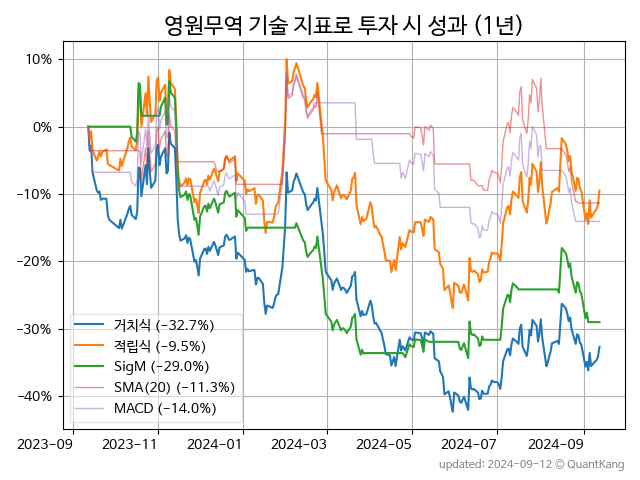 영원무역 기술 지표로 투자 시 성과 (1년)
10%
0%
−10%
−20%
−30%
−40%
거치식 (−32.7%)
적립식 (−9.5%)
SigM (−29.0%)
SMA(20) (−11.3%)
MACD (−14.0%)
2023-09
2023-11
2024-01
2024-03
2024-05
2024-07
2024-09
updated: 2024-09-12 © QuantKang